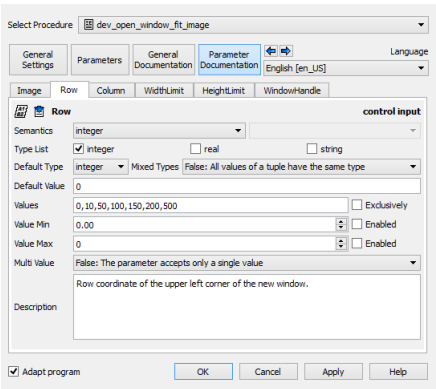 Select Procedure dev_open_window_fit_image
General Settings Parameters General Documentation Parameter Documentation Language
English [en_US]
Image Row Column WidthLimit HeightLimit WindowHandle
Row control input
Semantics integer
Type List integer real string
Default Type integer Mixed Types False: All values of a tuple have the same type
Default Value 0
Values 0,10,50,100,150,200,500 Exclusively
Value Min 0.00 Enabled
Value Max 0 Enabled
Multi Value False: The parameter accepts only a single value
Row coordinate of the upper left corner of the new window.
Description
Adapt program OK Cancel Apply Help